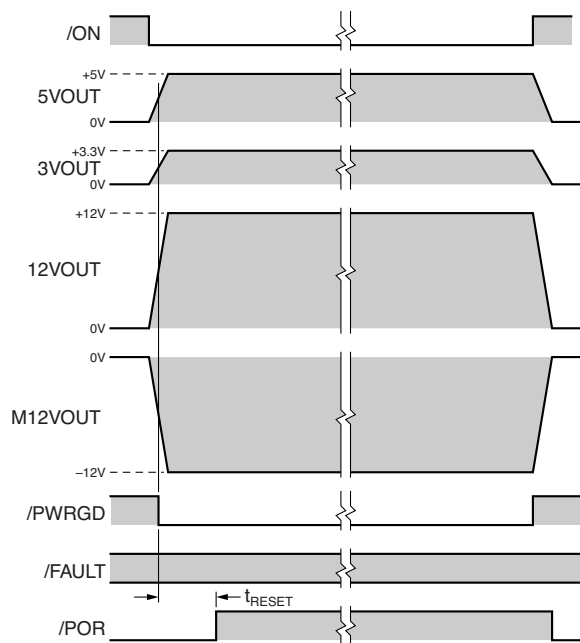 /ON
+5V
5VOUT
0V
+3.3V
3VOUT
0V
+12V
12VOUT
0V
0V
M12VOUT
–12V
/PWRGD
/FAULT
tRESET
/POR